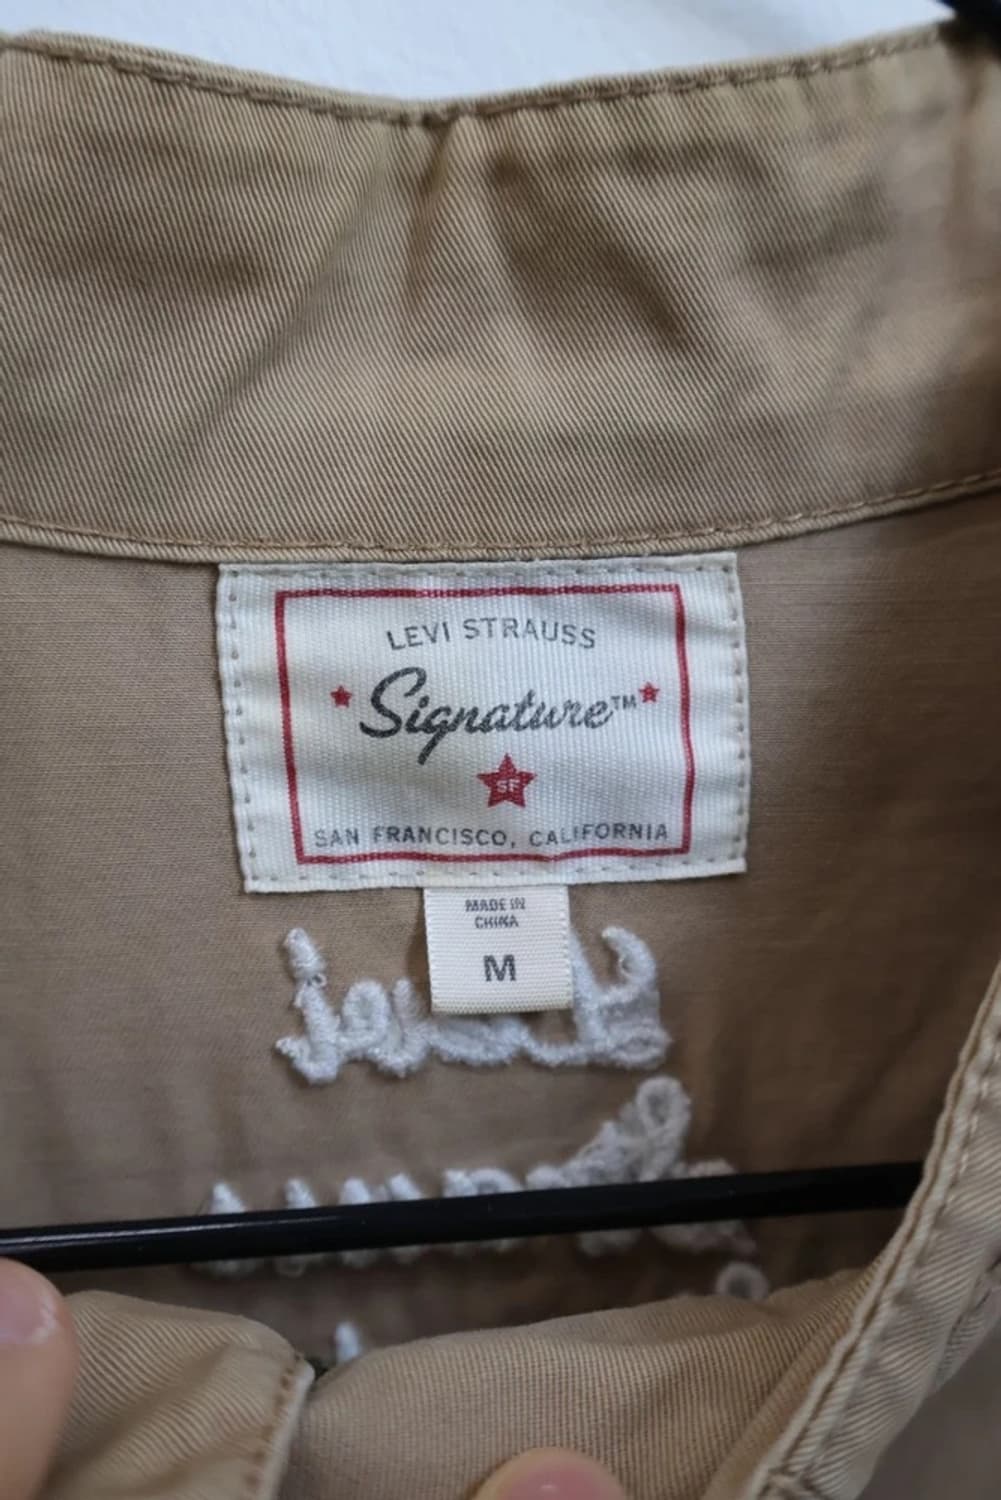 LEVI STRAUSS
Signature™
SF
SAN FRANCISCO, CALIFORNIA
MADE IN
CHINA
M